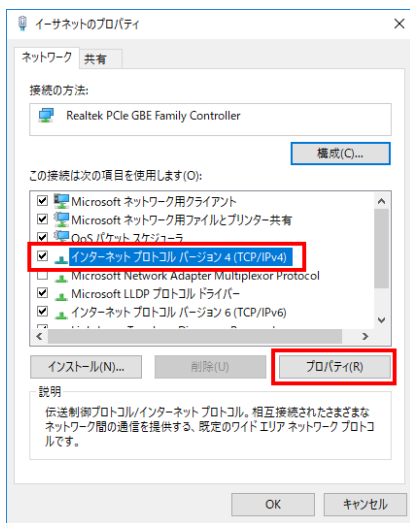 イーサネットのプロパティ
ネットワーク 共有
接続の方法:
Realtek PCIe GBE Family Controller
構成(C)...
この接続は次の項目を使用します(O):
Microsoft ネットワーク用クライアント
Microsoft ネットワーク用ファイルとプリンター共有
QoS パケット スケジューラ
インターネット プロトコル バージョン 4 (TCP/IPv4)
Microsoft Network Adapter Multiplexor Protocol
Microsoft LLDP プロトコル ドライバー
インターネット プロトコル バージョン 6 (TCP/IPv6)
インストール(N)... 削除(U) プロパティ(R)
説明
伝送制御プロトコル/インターネット プロトコル。相互接続されたさまざまな
ネットワーク間の通信を提供する、既定のワイド エリア ネットワーク プロトコ
ルです。
OK キャンセル